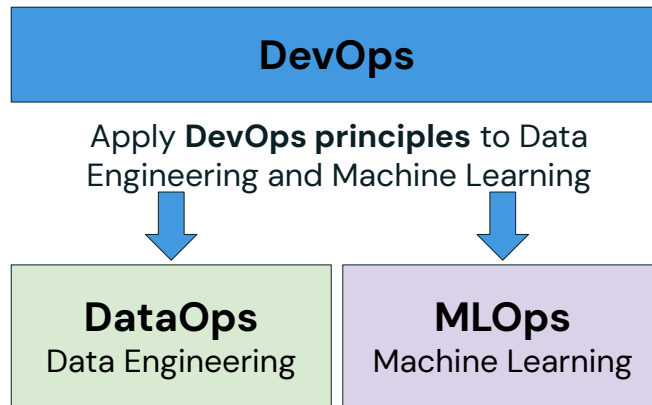 DevOps
Apply DevOps principles to Data
Engineering and Machine Learning
DataOps
Data Engineering
MLOps
Machine Learning